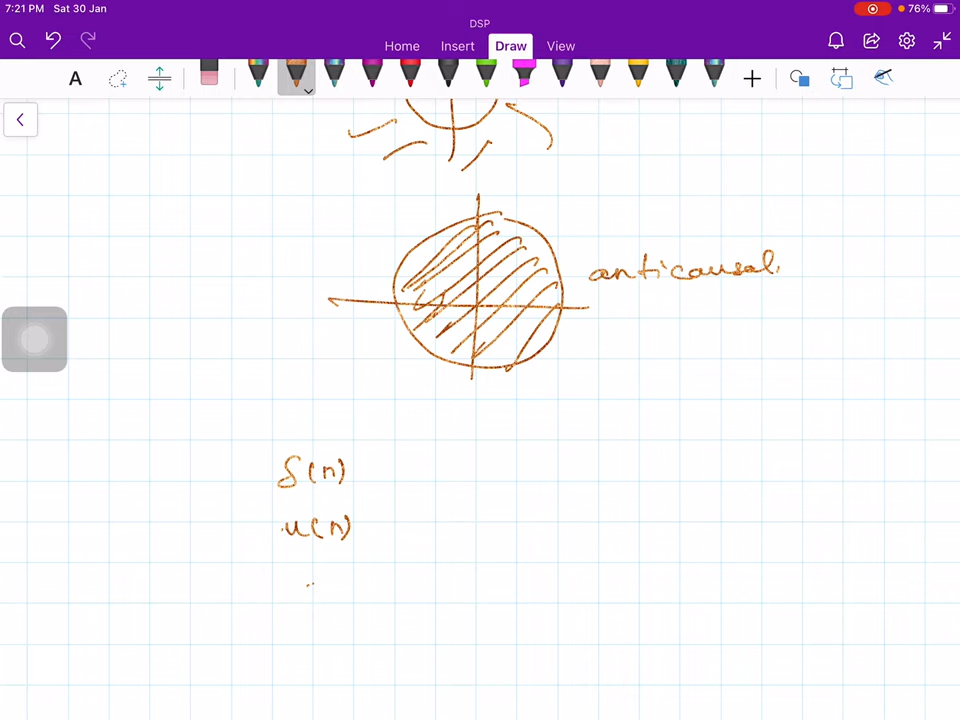 7:21 PM Sat 30 Jan
76%
DSP
Home Insert Draw View
A
anticausal.
δ(n)
u(n)